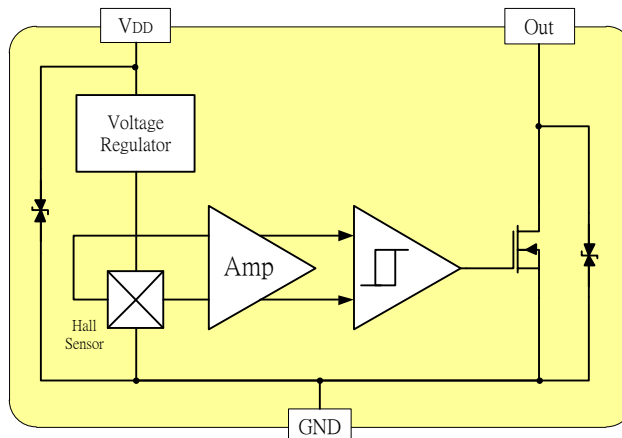 VDD
Out
Voltage
Regulator
Amp
Hall
Sensor
GND